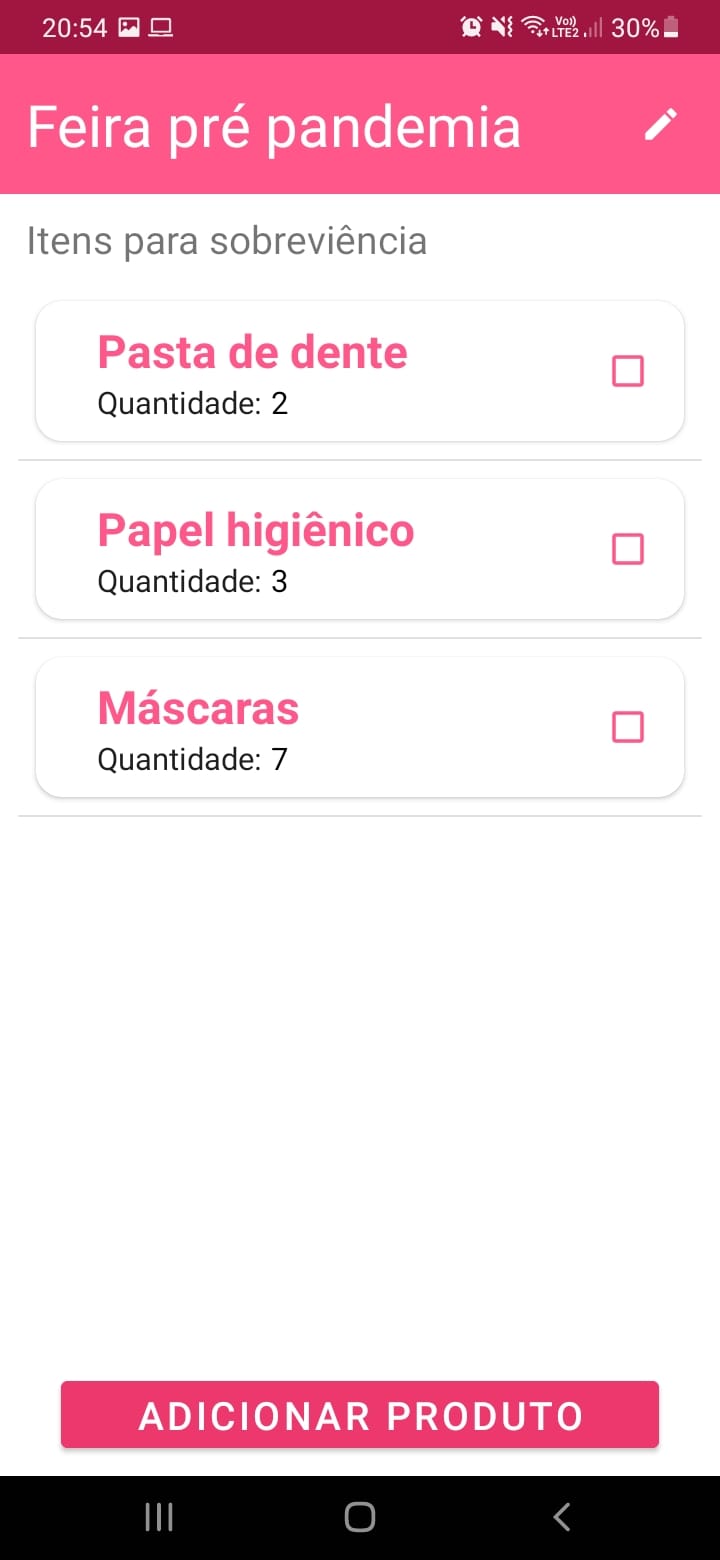 20:54
Vo)) LTE2 30%
Feira pré pandemia
Itens para sobreviência
Pasta de dente
Quantidade: 2
Papel higiênico
Quantidade: 3
Máscaras
Quantidade: 7
ADICIONAR PRODUTO